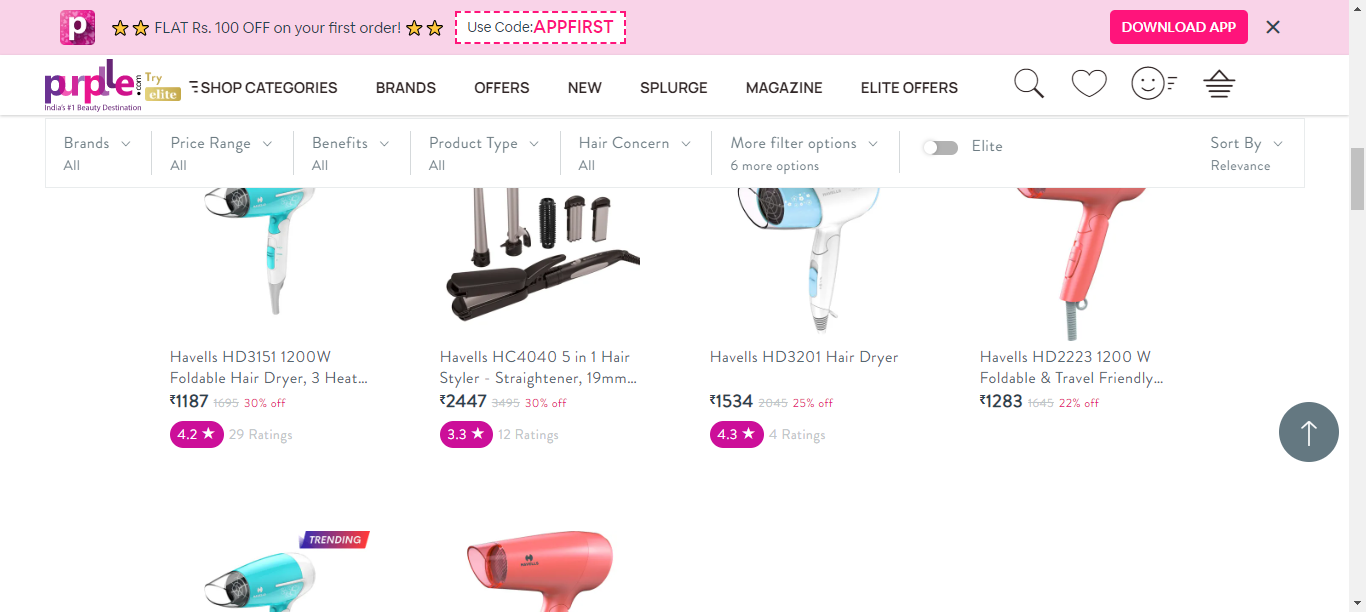 FLAT Rs. 100 OFF on your first order!
Use Code:APPFIRST
DOWNLOAD APP
purplle.com
Try elite
India's #1 Beauty Destination
SHOP CATEGORIES BRANDS OFFERS NEW SPLURGE MAGAZINE ELITE OFFERS
Brands Price Range Benefits Product Type Hair Concern More filter options Elite Sort By
All All All All All 6 more options Relevance
HAVELLS
Havells HD3151 1200W
Foldable Hair Dryer, 3 Heat...
₹1187 1695 30% off
4.2 ★ 29 Ratings
Havells HC4040 5 in 1 Hair
Styler - Straightener, 19mm...
₹2447 3495 30% off
3.3 ★ 12 Ratings
Havells HD3201 Hair Dryer
₹1534 2045 25% off
4.3 ★ 4 Ratings
Havells HD2223 1200 W
Foldable & Travel Friendly...
₹1283 1645 22% off
TRENDING
HAVELLS